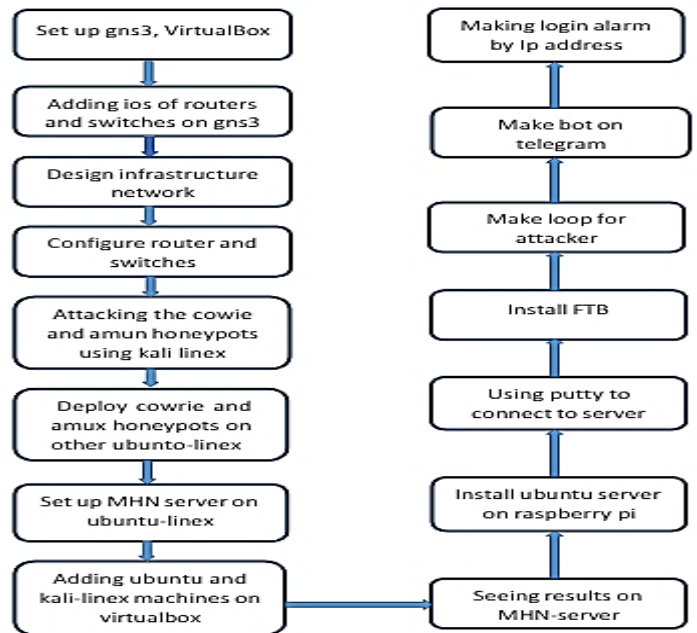 Set up gns3, VirtualBox
Adding ios of routers
and switches on gns3
Design infrastructure
network
Configure router and
switches
Attacking the cowie
and amun honeypots
using kali linex
Deploy cowrie and
amux honeypots on
other ubunto-linex
Set up MHN server on
ubuntu-linex
Adding ubuntu and
kali-linex machines on
virtualbox
Seeing results on
MHN-server
Install ubuntu server
on raspberry pi
Using putty to
connect to server
Install FTB
Make loop for
attacker
Make bot on
telegram
Making login alarm
by Ip address